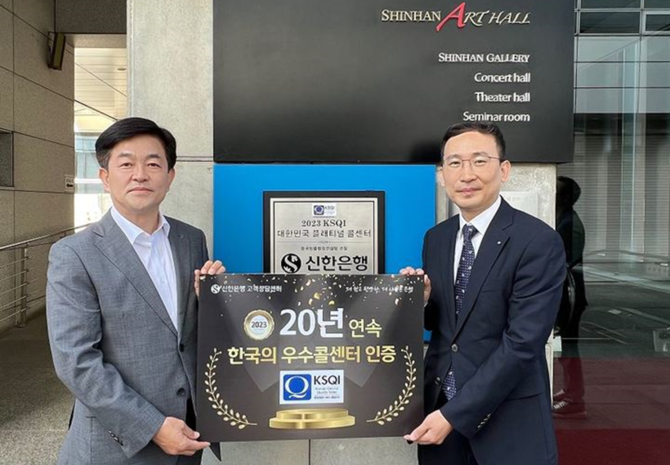 SHINHAN ART HALL
SHINHAN GALLERY
Concert hall
Theater hall
Seminar room
KSQI
2023 KSQI
대한민국 플래티넘 콜센터
신한은행
신한은행 고객상담센터
2023
20년 연속
한국의 우수콜센터 인증
KSQI